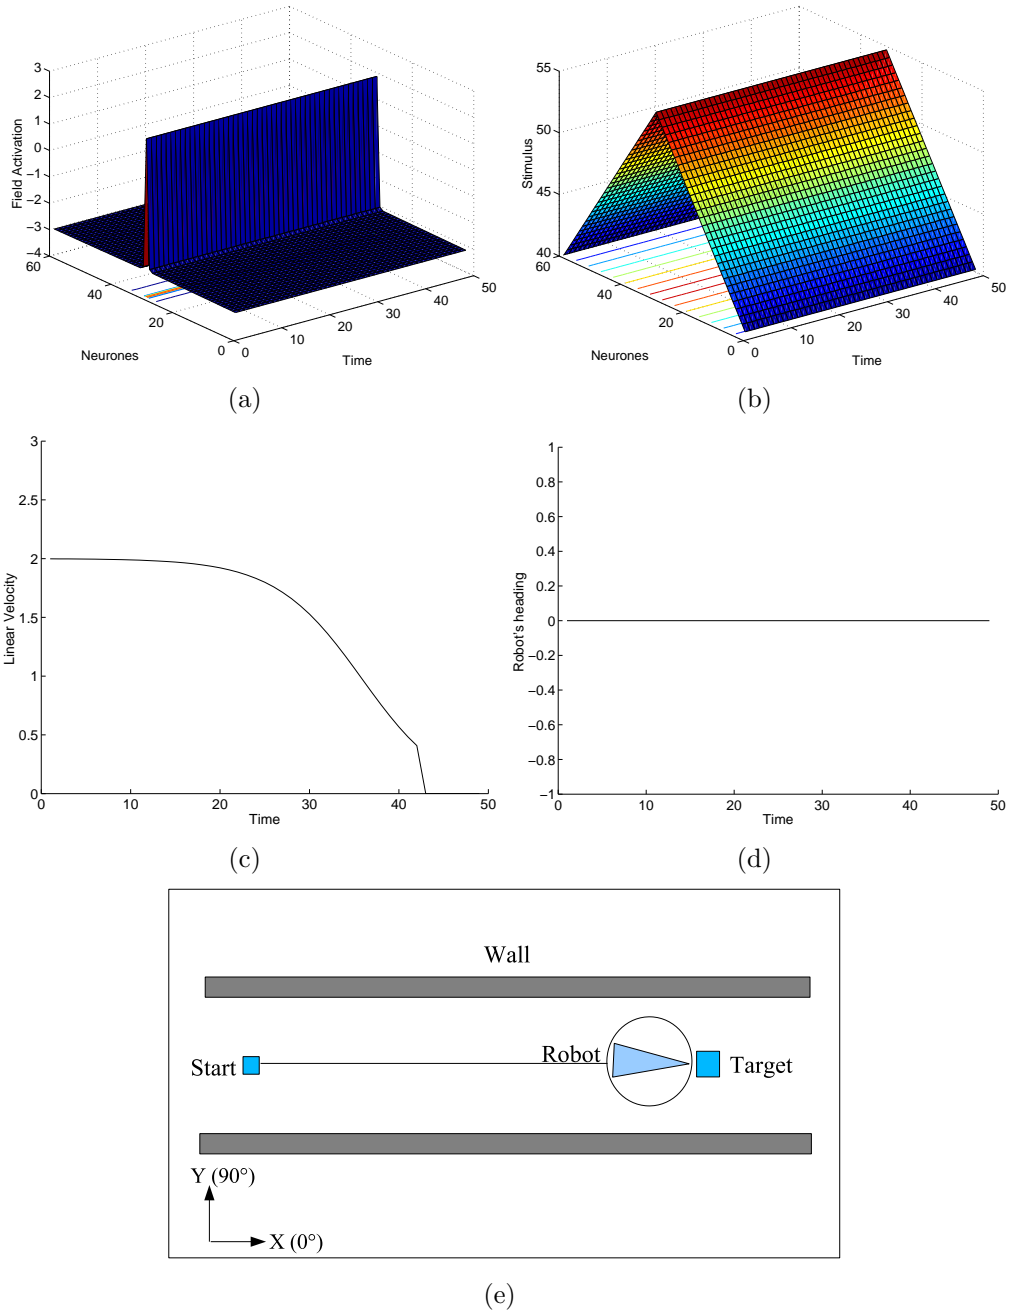 3
2
1
0
−1
−2
−3
−4
Field Activation
60
40
20
0
Neurones
0
10
20
30
40
50
Time
(a)
55
50
45
40
Stimulus
60
40
20
0
Neurones
0
10
20
30
40
50
Time
(b)
3
2.5
2
1.5
1
0.5
0
Linear Velocity
0 10 20 30 40 50
Time
(c)
1
0.8
0.6
0.4
0.2
0
−0.2
−0.4
−0.6
−0.8
−1
Robot's heading
0 10 20 30 40 50
Time
(d)
Wall
Start
Robot
Target
Y (90°)
X (0°)
(e)